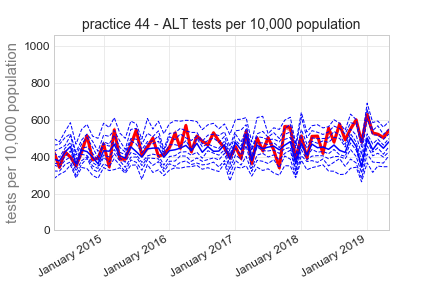 practice 44 - ALT tests per 10,000 population
tests per 10,000 population
1000
800
600
400
200
0
January 2015
January 2016
January 2017
January 2018
January 2019